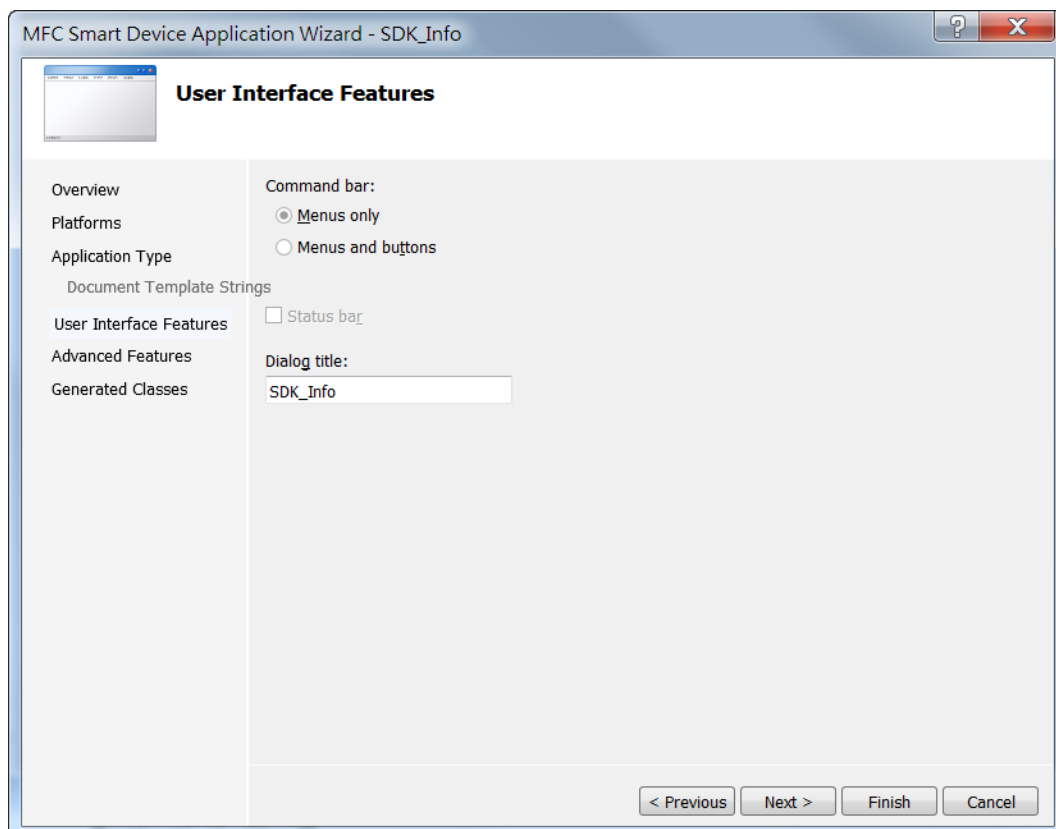 MFC Smart Device Application Wizard - SDK_Info
User Interface Features
Overview
Platforms
Application Type
Document Template Strings
User Interface Features
Advanced Features
Generated Classes
Command bar:
Menus only
Menus and buttons
Status bar
Dialog title:
SDK_Info
< Previous
Next >
Finish
Cancel